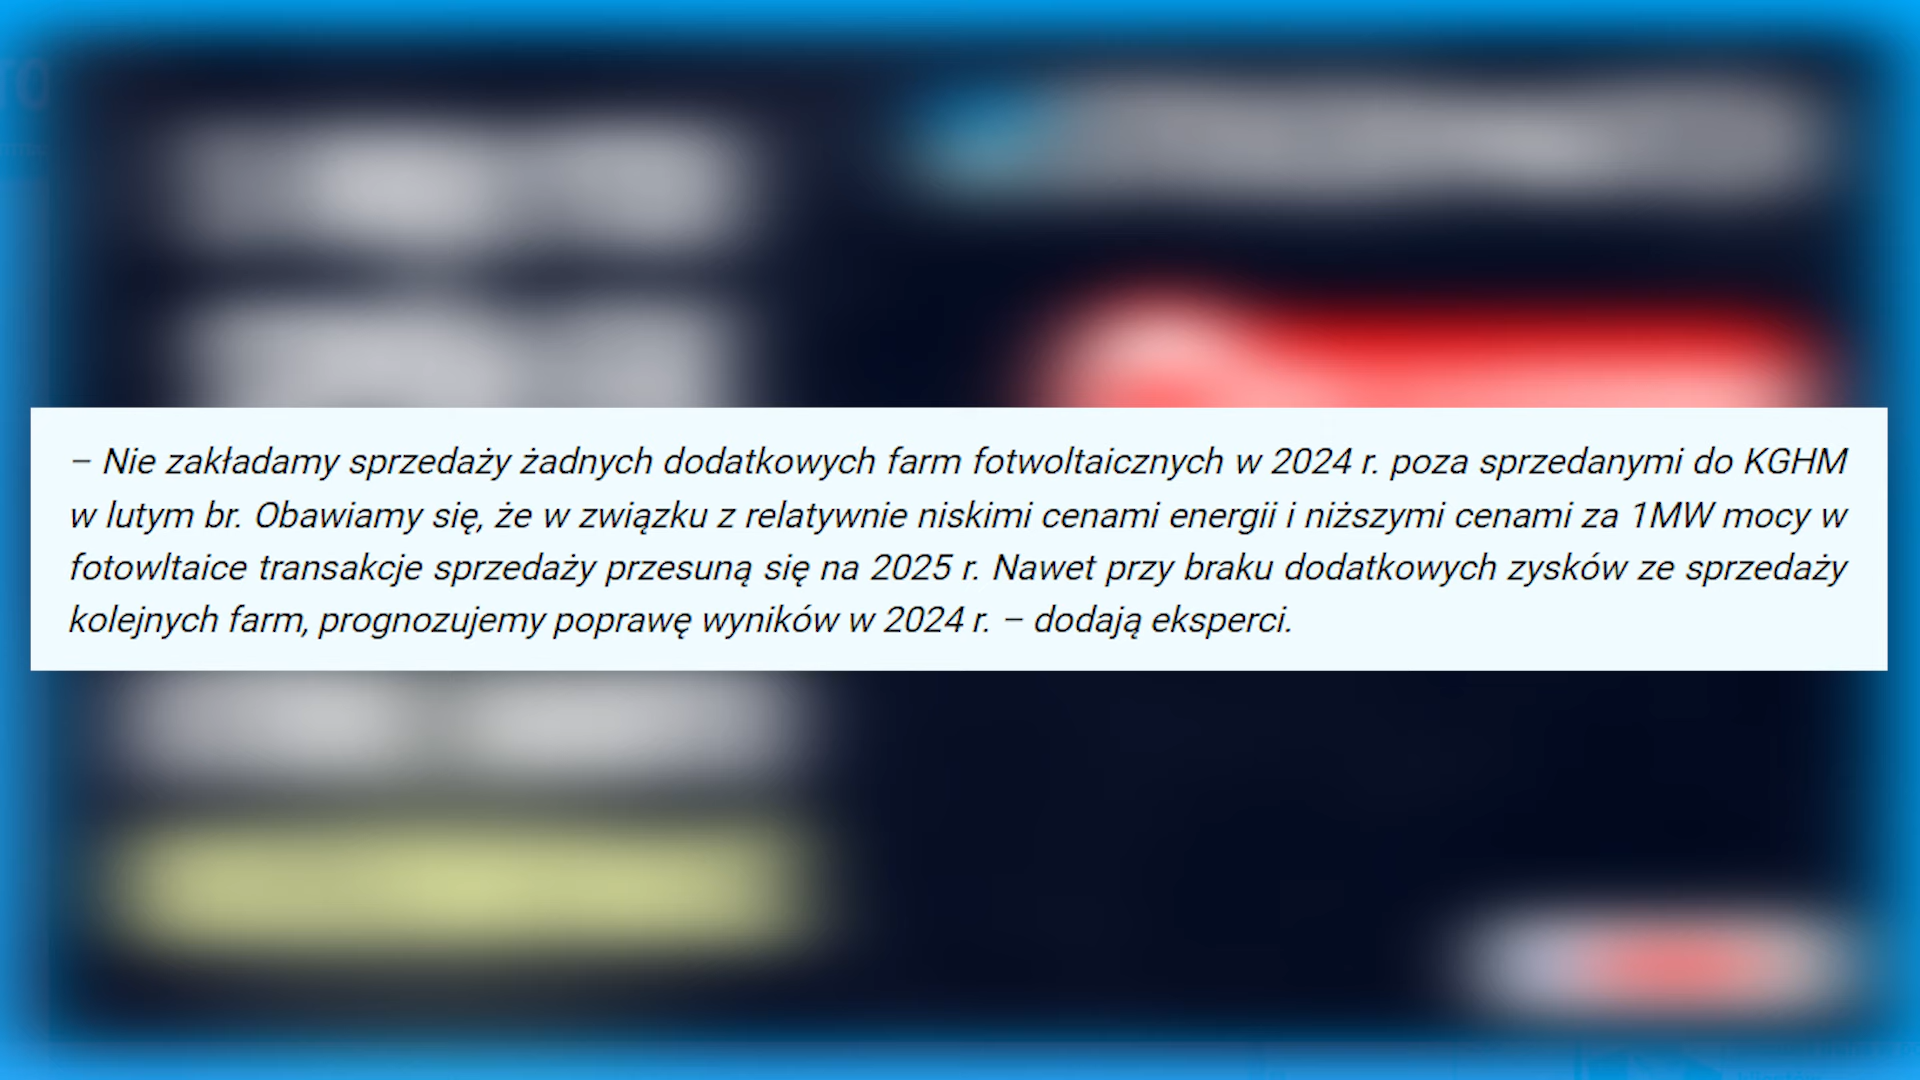 – Nie zakładamy sprzedaży żadnych dodatkowych farm fotwoltaicznych w 2024 r. poza sprzedanymi do KGHM
w lutym br. Obawiamy się, że w związku z relatywnie niskimi cenami energii i niższymi cenami za 1MW mocy w
fotowltaice transakcje sprzedaży przesuną się na 2025 r. Nawet przy braku dodatkowych zysków ze sprzedaży
kolejnych farm, prognozujemy poprawę wyników w 2024 r. – dodają eksperci.